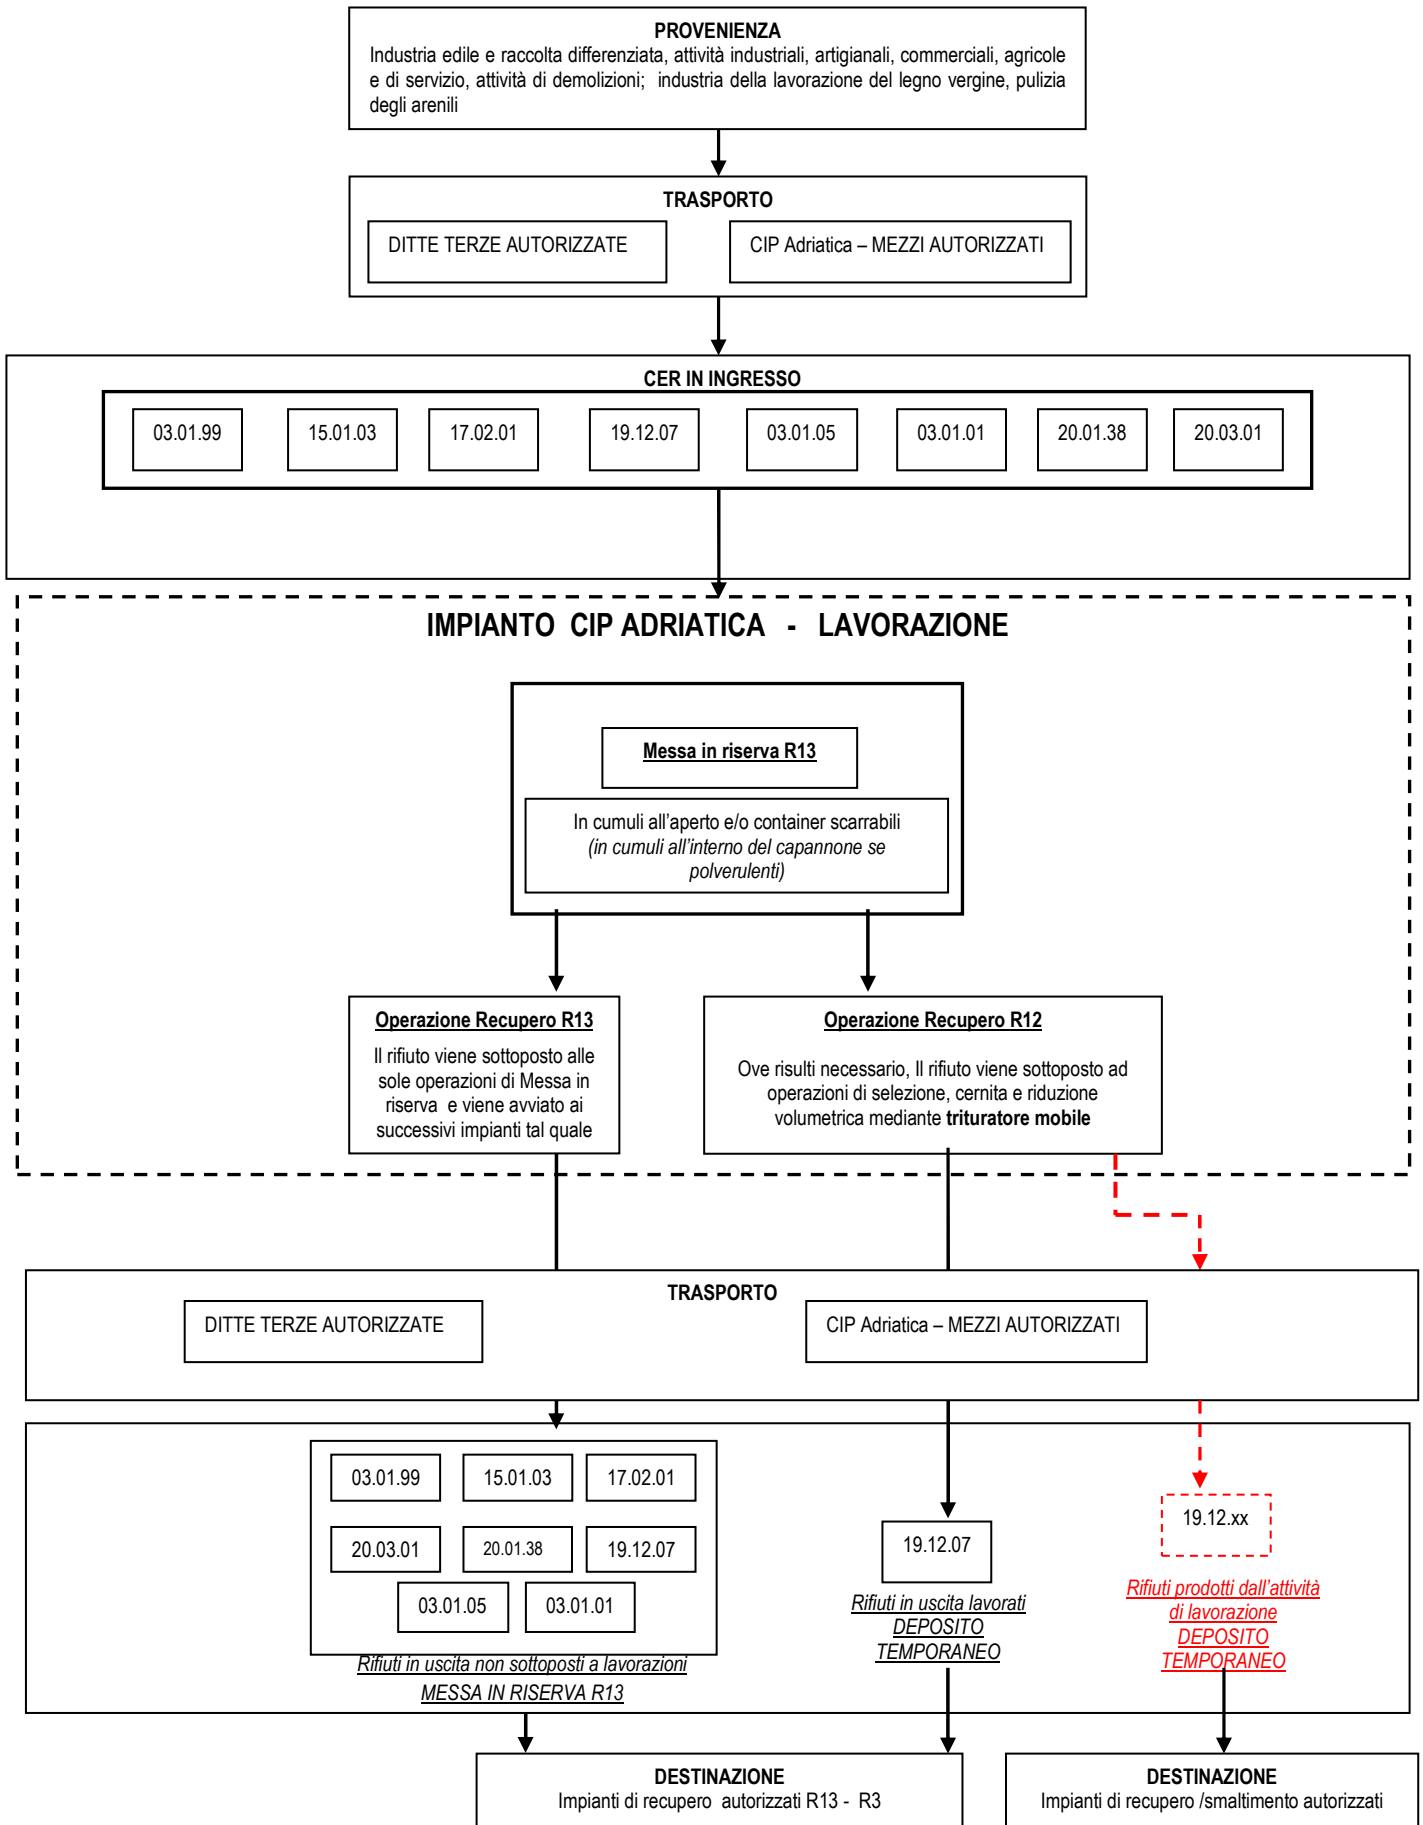 PROVENIENZA
Industria edile e raccolta differenziata, attività industriali, artigianali, commerciali, agricole
e di servizio, attività di demolizioni; industria della lavorazione del legno vergine, pulizia
degli arenili
TRASPORTO
DITTE TERZE AUTORIZZATE
CIP Adriatica – MEZZI AUTORIZZATI
CER IN INGRESSO
03.01.99
15.01.03
17.02.01
19.12.07
03.01.05
03.01.01
20.01.38
20.03.01
IMPIANTO CIP ADRIATICA - LAVORAZIONE
Messa in riserva R13
In cumuli all'aperto e/o container scarrabili
(in cumuli all'interno del capannone se
polverulenti)
Operazione Recupero R13
Il rifiuto viene sottoposto alle
sole operazioni di Messa in
riserva e viene avviato ai
successivi impianti tal quale
Operazione Recupero R12
Ove risulti necessario, Il rifiuto viene sottoposto ad
operazioni di selezione, cernita e riduzione
volumetrica mediante trituratore mobile
TRASPORTO
DITTE TERZE AUTORIZZATE
CIP Adriatica – MEZZI AUTORIZZATI
03.01.99
15.01.03
17.02.01
20.03.01
20.01.38
19.12.07
03.01.05
03.01.01
Rifiuti in uscita non sottoposti a lavorazioni
MESSA IN RISERVA R13
19.12.07
Rifiuti in uscita lavorati
DEPOSITO
TEMPORANEO
19.12.xx
Rifiuti prodotti dall'attività
di lavorazione
DEPOSITO
TEMPORANEO
DESTINAZIONE
Impianti di recupero autorizzati R13 - R3
DESTINAZIONE
Impianti di recupero /smaltimento autorizzati